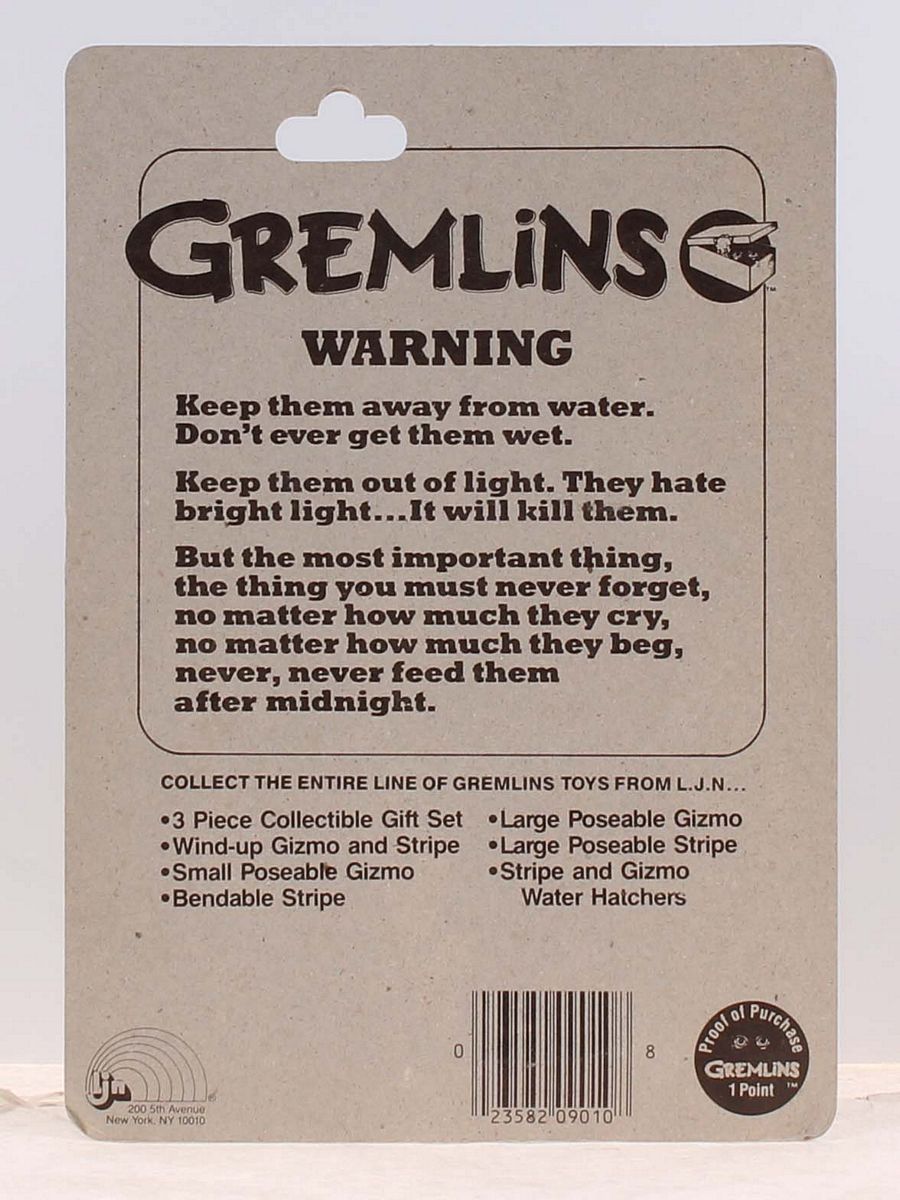 GREMLiNS
TM
WARNING
Keep them away from water.
Don't ever get them wet.
Keep them out of light. They hate
bright light...It will kill them.
But the most important thing,
the thing you must never forget,
no matter how much they cry,
no matter how much they beg,
never, never feed them
after midnight.
COLLECT THE ENTIRE LINE OF GREMLINS TOYS FROM L.J.N...
•3 Piece Collectible Gift Set
•Wind-up Gizmo and Stripe
•Small Poseable Gizmo
•Bendable Stripe
•Large Poseable Gizmo
•Large Poseable Stripe
•Stripe and Gizmo
Water Hatchers
ljn ®
200 5th Avenue
New York, NY 10010
0 23582 09010 8
Proof of Purchase
GREMLiNS
TM
1 Point